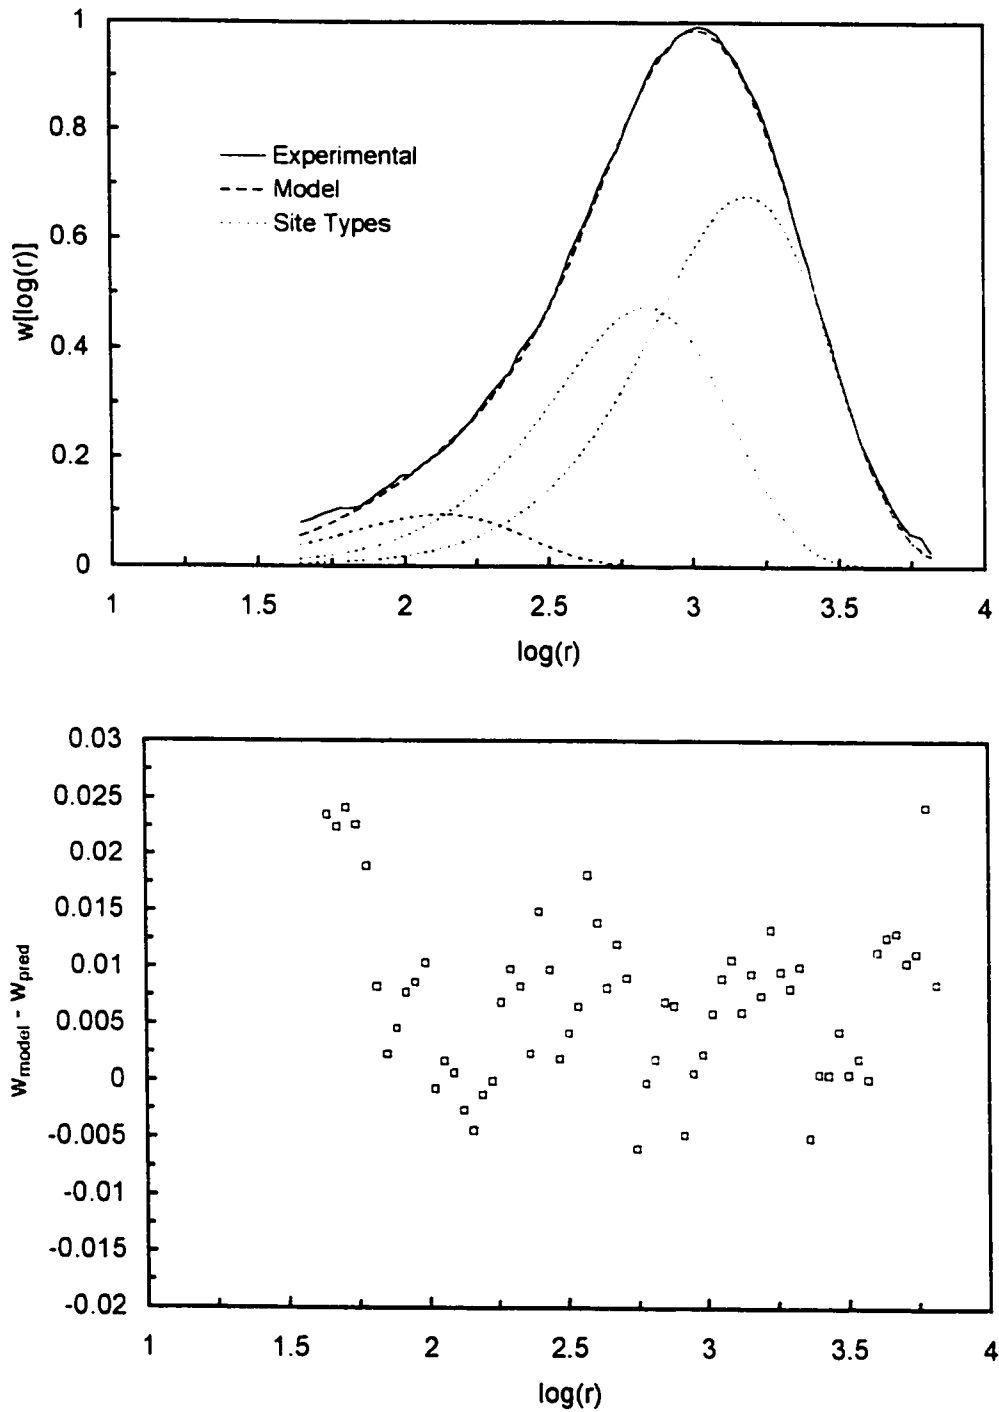 1
0.8
0.6
0.4
0.2
0
w[log(r)]
Experimental
Model
Site Types
1 1.5 2 2.5 3 3.5 4
log(r)
0.03
0.025
0.02
0.015
0.01
0.005
0
-0.005
-0.01
-0.015
-0.02
Wmodel - Wpred
1 1.5 2 2.5 3 3.5 4
log(r)